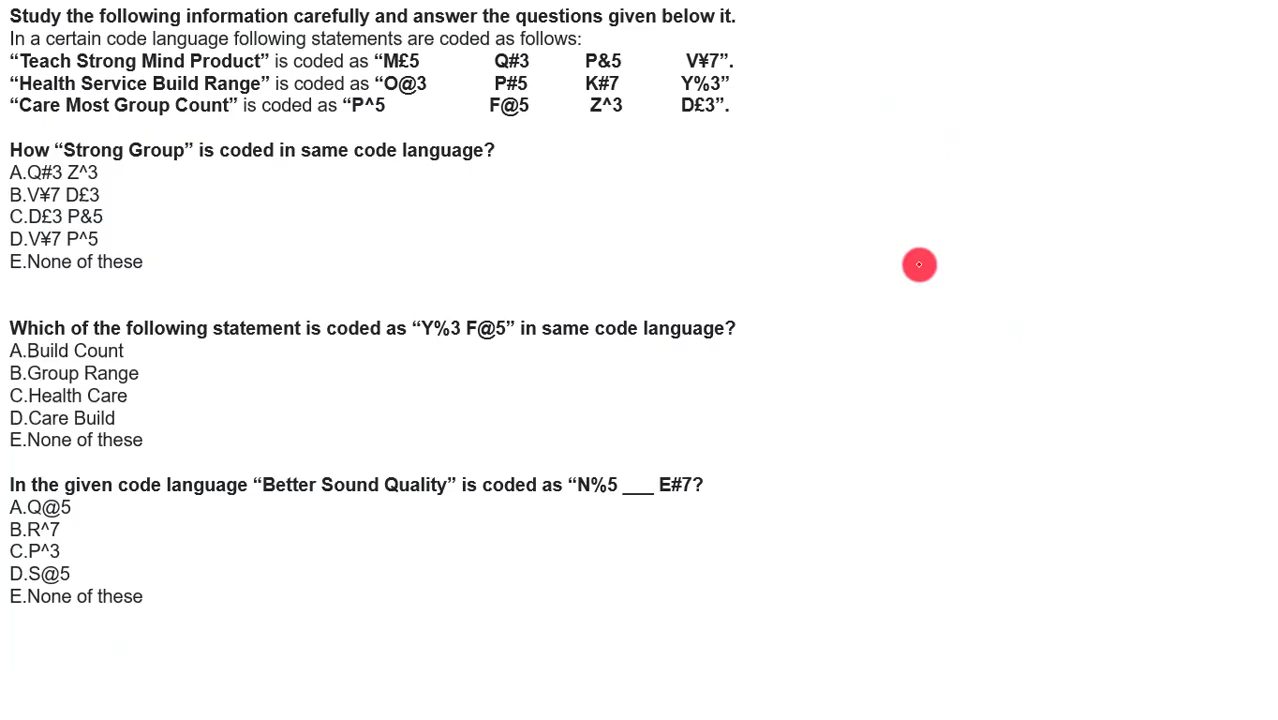 Study the following information carefully and answer the questions given below it.
In a certain code language following statements are coded as follows:
“Teach Strong Mind Product” is coded as “M£5 Q#3 P&5 V¥7”.
“Health Service Build Range” is coded as “O@3 P#5 K#7 Y%3”
“Care Most Group Count” is coded as “P^5 F@5 Z^3 D£3”.
How “Strong Group” is coded in same code language?
A.Q#3 Z^3
B.V¥7 D£3
C.D£3 P&5
D.V¥7 P^5
E.None of these
Which of the following statement is coded as “Y%3 F@5” in same code language?
A.Build Count
B.Group Range
C.Health Care
D.Care Build
E.None of these
In the given code language “Better Sound Quality” is coded as “N%5 ___ E#7?
A.Q@5
B.R^7
C.P^3
D.S@5
E.None of these